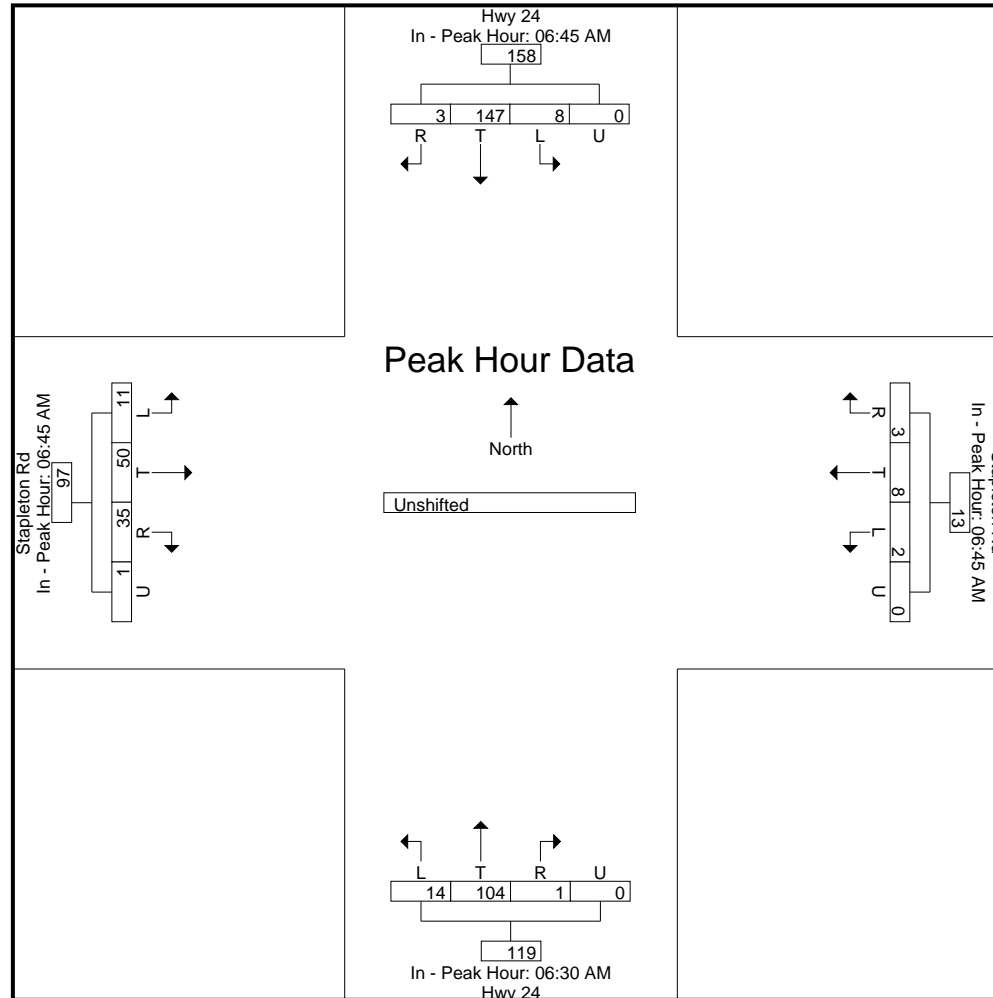 Hwy 24
In - Peak Hour: 06:45 AM
158
3 147 8 0
R T L U
Peak Hour Data
North
Unshifted
Stapleton Rd
In - Peak Hour: 06:45 AM
97
11 50 35 1
L T R U
In - Peak Hour: 06:45 AM
13
3 8 2 0
R T L U
L T R U
14 104 1 0
119
In - Peak Hour: 06:30 AM
Hwy 24